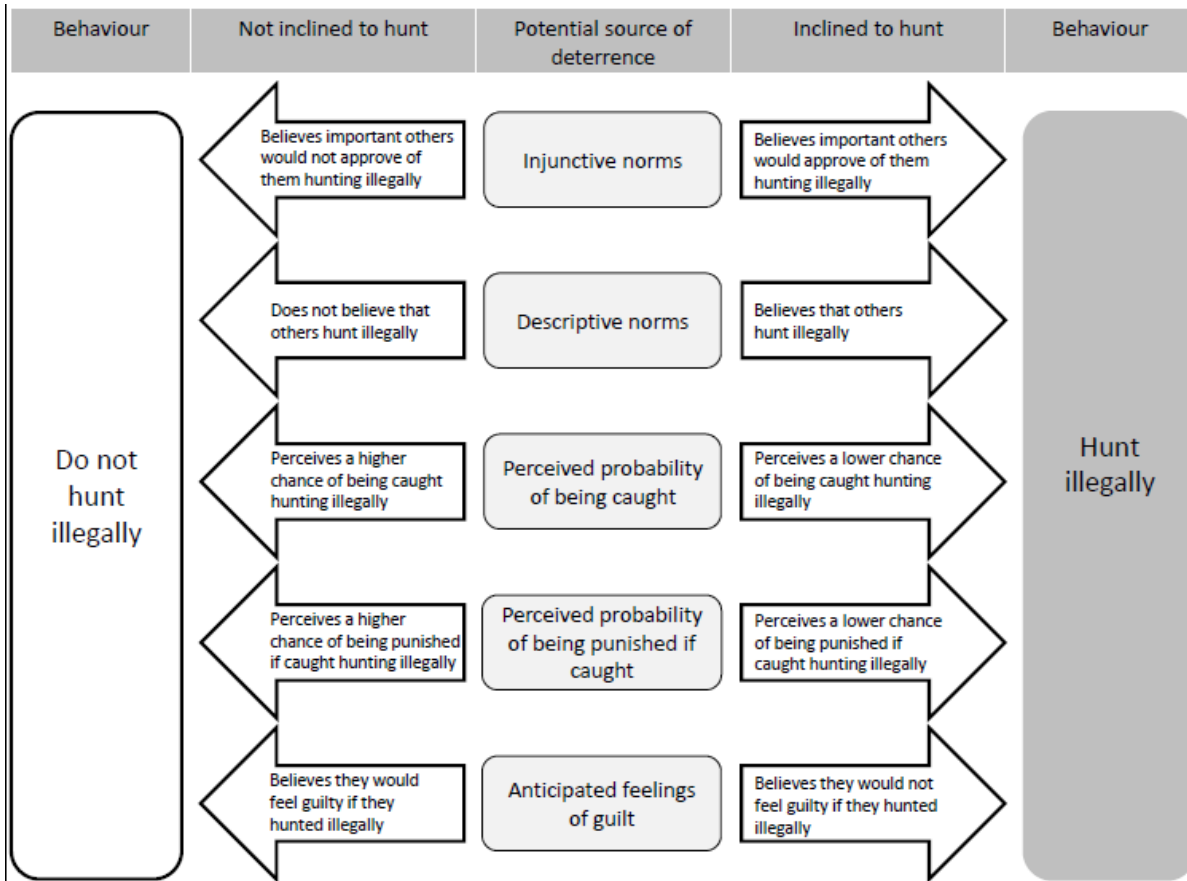 Behaviour
Not inclined to hunt
Potential source of
deterrence
Inclined to hunt
Behaviour
Do not
hunt
illegally
Believes important others
would not approve of
them hunting illegally
Injunctive norms
Believes important others
would approve of them
hunting illegally
Does not believe that
others hunt illegally
Descriptive norms
Believes that others
hunt illegally
Perceives a higher
chance of being caught
hunting illegally
Perceived probability
of being caught
Perceives a lower chance
of being caught hunting
illegally
Perceives a higher
chance of being punished
if caught hunting illegally
Perceived probability
of being punished if
caught
Perceives a lower chance
of being punished if
caught hunting illegally
Believes they would
feel guilty if they
hunted illegally
Anticipated feelings
of guilt
Believes they would not
feel guilty if they hunted
illegally
Hunt
illegally